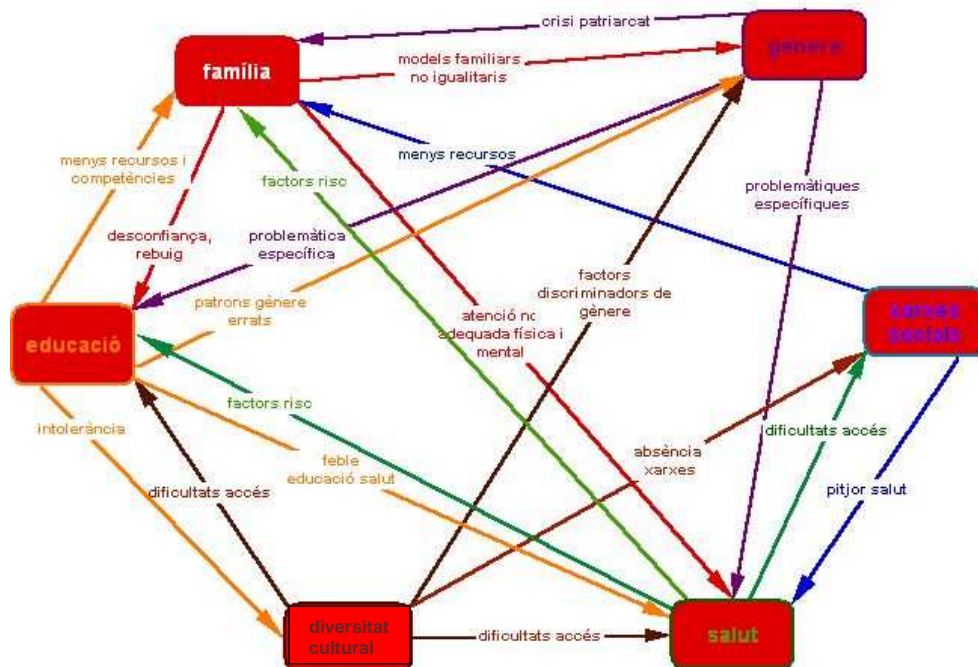 crisi patriarcat
gènere
família
models familiars
no igualitaris
menys recursos i
competències
factors risc
menys recursos
problemàtiques
específiques
desconfiança,
rebuig
problemàtica
específica
factors
discriminadors de
gènere
patrons gènere
errats
atenció no
adequada física i
mental
xarxes
socials
educació
factors risc
intolerància
dificultats accés
absència
xarxes
feble
educació salut
dificultats accés
pitjor salut
diversitat
cultural
dificultats accés
salut